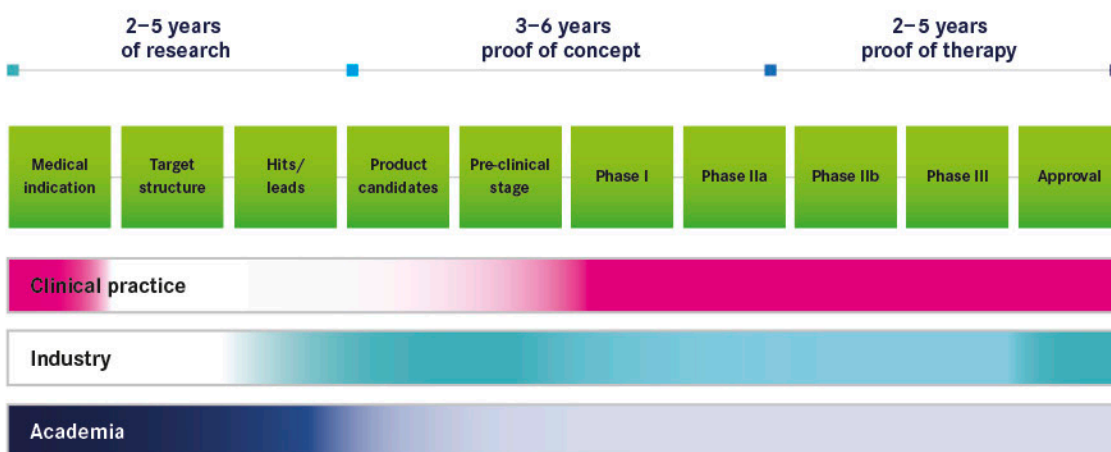 2–5 years
of research
3–6 years
proof of concept
2–5 years
proof of therapy
Medical
indication
Target
structure
Hits/
leads
Product
candidates
Pre-clinical
stage
Phase I
Phase IIa
Phase IIb
Phase III
Approval
Clinical practice
Industry
Academia